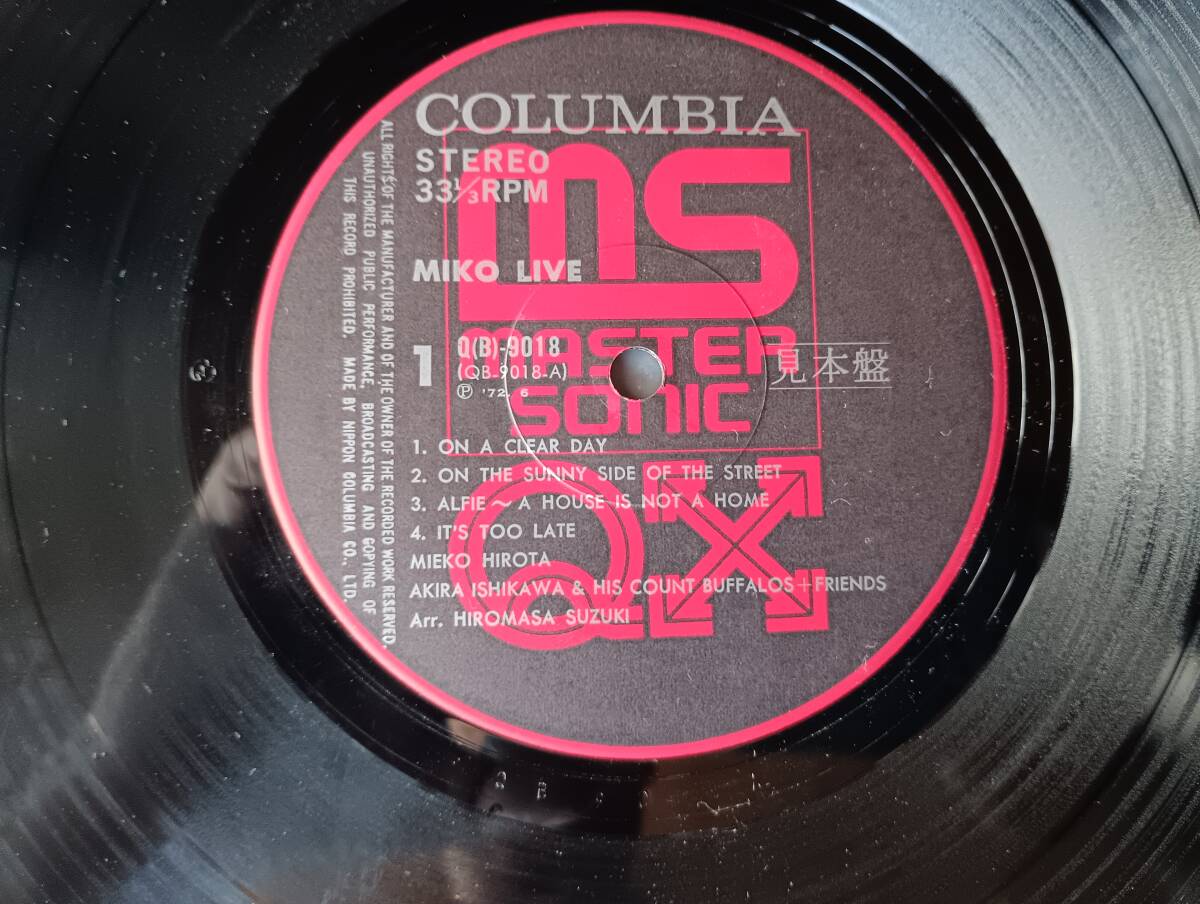 COLUMBIA
STEREO
33⅓ RPM
MS
MASTER
SONIC
QX
MIKO LIVE
1
Q(B)-9018
(QB-9018-A)
Ⓟ '72. 6
見本盤
1. ON A CLEAR DAY
2. ON THE SUNNY SIDE OF THE STREET
3. ALFIE ~ A HOUSE IS NOT A HOME
4. IT'S TOO LATE
MIEKO HIROTA
AKIRA ISHIKAWA & HIS COUNT BUFFALOS+FRIENDS
Arr. HIROMASA SUZUKI
ALL RIGHTS OF THE MANUFACTURER AND OF THE OWNER OF THE RECORDED WORK RESERVED.
UNAUTHORIZED PUBLIC PERFORMANCE, BROADCASTING AND COPYING OF
THIS RECORD PROHIBITED. MADE BY NIPPON COLUMBIA CO., LTD.